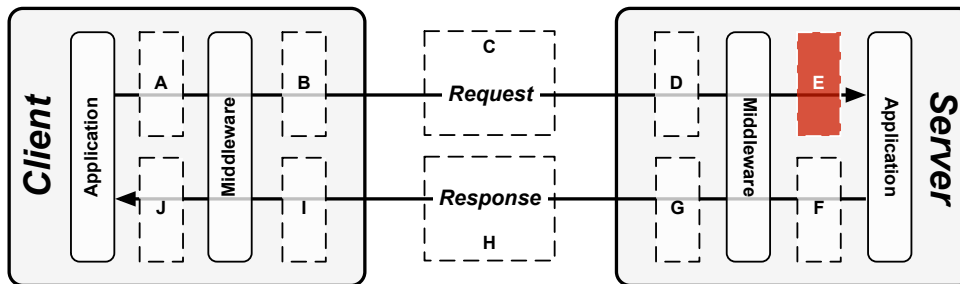 Client
Application
A
Middleware
B
C
Request
D
Middleware
E
Application
Server
J
I
Response
H
G
F